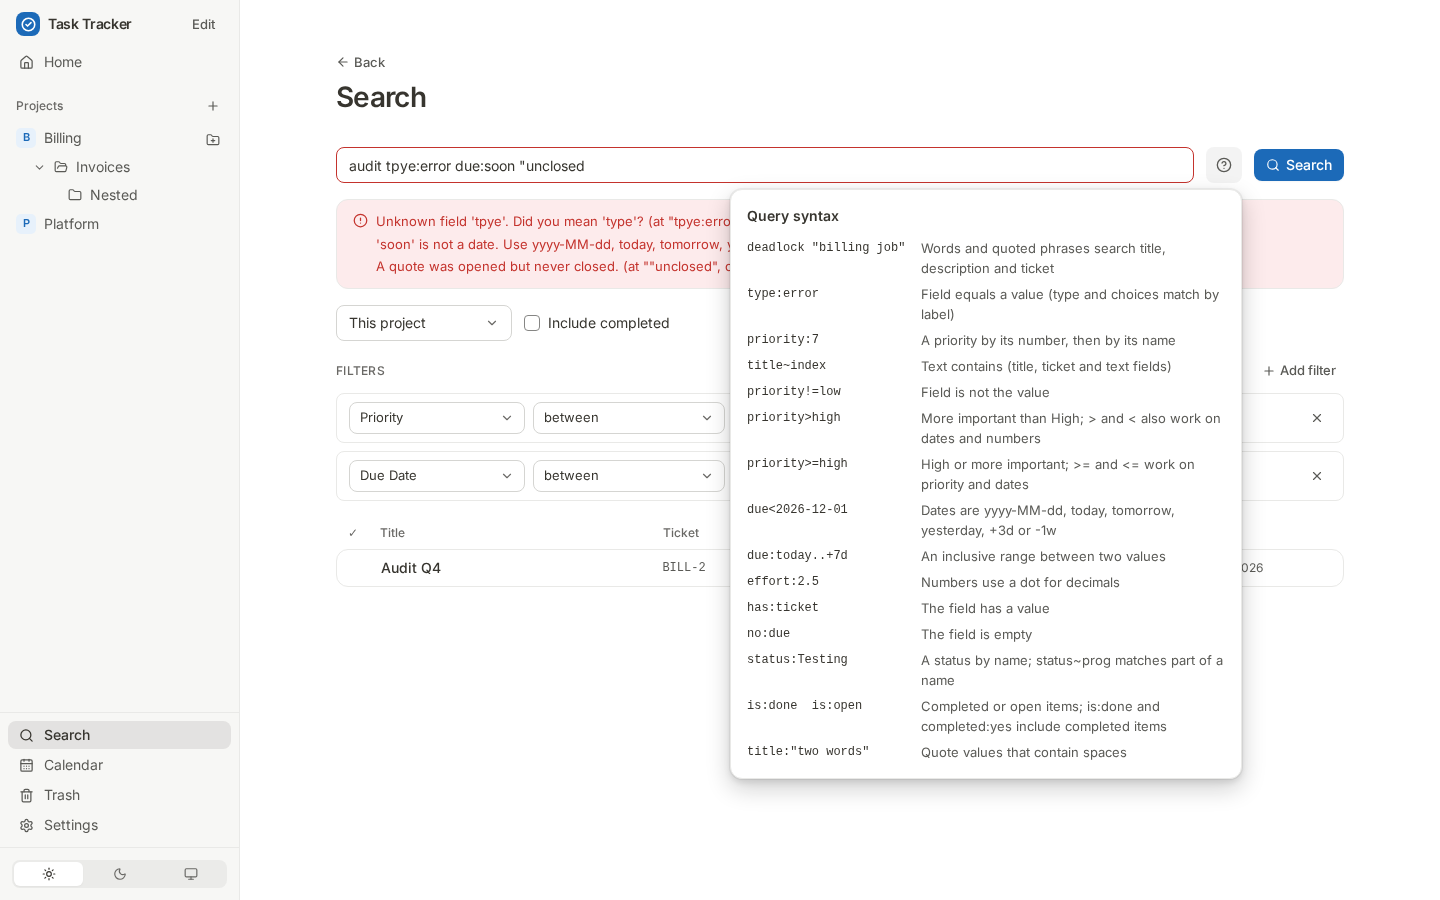 Task Tracker
Edit
Home
Projects
B Billing
Invoices
Nested
P Platform
Search
Calendar
Trash
Settings
Back
Search
audit tpye:error due:soon "unclosed
Search
Unknown field 'tpye'. Did you mean 'type'? (at "tpye:erro
'soon' is not a date. Use yyyy-MM-dd, today, tomorrow,
A quote was opened but never closed. (at ""unclosed",
This project
Include completed
FILTERS
Add filter
Priority
between
Due Date
between
✓ Title Ticket
Audit Q4 BILL-2 026
Query syntax
deadlock "billing job" Words and quoted phrases search title,
description and ticket
type:error Field equals a value (type and choices match by
label)
priority:7 A priority by its number, then by its name
title~index Text contains (title, ticket and text fields)
priority!=low Field is not the value
priority>high More important than High; > and < also work on
dates and numbers
priority>=high High or more important; >= and <= work on
priority and dates
due<2026-12-01 Dates are yyyy-MM-dd, today, tomorrow,
yesterday, +3d or -1w
due:today..+7d An inclusive range between two values
effort:2.5 Numbers use a dot for decimals
has:ticket The field has a value
no:due The field is empty
status:Testing A status by name; status~prog matches part of a
name
is:done is:open Completed or open items; is:done and
completed:yes include completed items
title:"two words" Quote values that contain spaces